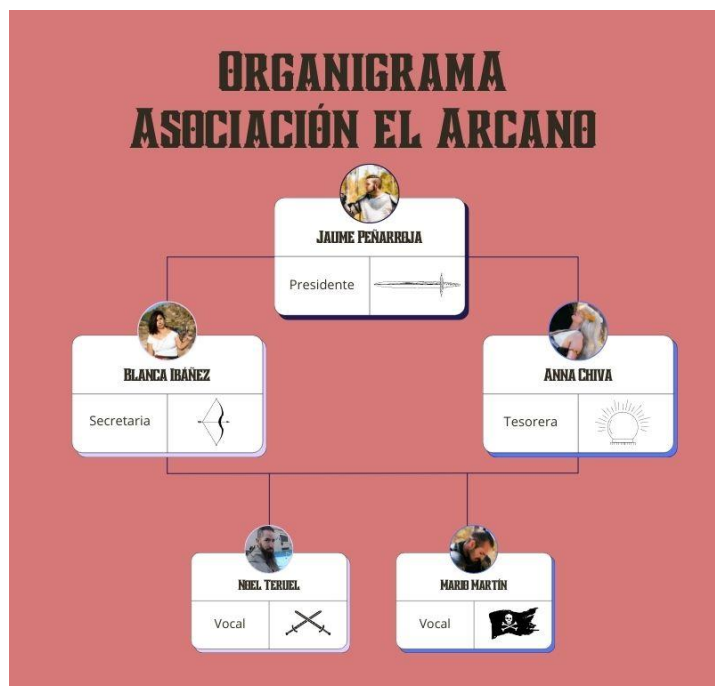 ORGANIGRAMA
ASOCIACIÓN EL ARCANO
JAUME PEÑARROJA
Presidente
BLANCA IBÁÑEZ
Secretaria
ANNA CHIVA
Tesorera
NOEL TERUEL
Vocal
MARIO MARTÍN
Vocal